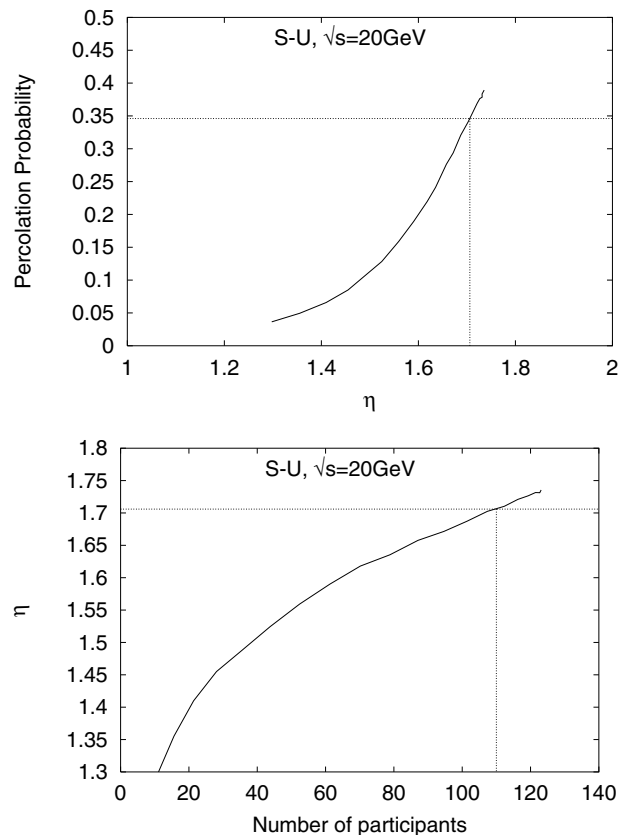 S-U, √s=20GeV
Percolation Probability
0.5
0.45
0.4
0.35
0.3
0.25
0.2
0.15
0.1
0.05
0
1 1.2 1.4 1.6 1.8 2
η
S-U, √s=20GeV
η
1.8
1.75
1.7
1.65
1.6
1.55
1.5
1.45
1.4
1.35
1.3
0 20 40 60 80 100 120 140
Number of participants